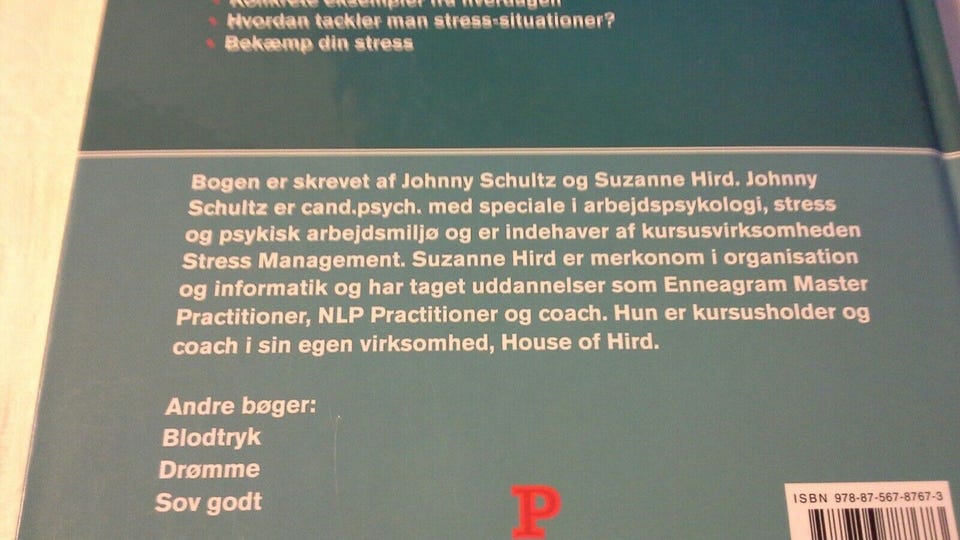 Konkrete eksempler fra hverdagen
Hvordan tackler man stress-situationer?
Bekæmp din stress
Bogen er skrevet af Johnny Schultz og Suzanne Hird. Johnny
Schultz er cand.psych. med speciale i arbejdspsykologi, stress
og psykisk arbejdsmiljø og er indehaver af kursusvirksomheden
Stress Management. Suzanne Hird er merkonom i organisation
og informatik og har taget uddannelser som Enneagram Master
Practitioner, NLP Practitioner og coach. Hun er kursusholder og
coach i sin egen virksomhed, House of Hird.
Andre bøger:
Blodtryk
Drømme
Sov godt
P
ISBN 978-87-567-8767-3